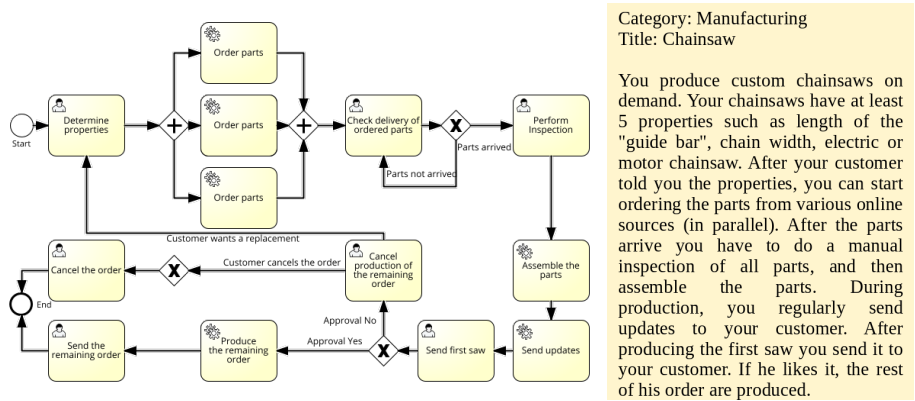 Order parts
Start
Determine
properties
Order parts
Check delivery of
ordered parts
Parts arrived
Perform
Inspection
Parts not arrived
Order parts
Customer wants a replacement
Cancel the order
Customer cancels the order
Cancel
production of
the remaining
order
Assemble the
parts
End
Approval No
Send the
remaining order
Produce
the remaining
order
Approval Yes
Send first saw
Send updates
Category: Manufacturing
Title: Chainsaw
You produce custom chainsaws on
demand. Your chainsaws have at least
5 properties such as length of the
"guide bar", chain width, electric or
motor chainsaw. After your customer
told you the properties, you can start
ordering the parts from various online
sources (in parallel). After the parts
arrive you have to do a manual
inspection of all parts, and then
assemble the parts. During
production, you regularly send
updates to your customer. After
producing the first saw you send it to
your customer. If he likes it, the rest
of his order are produced.